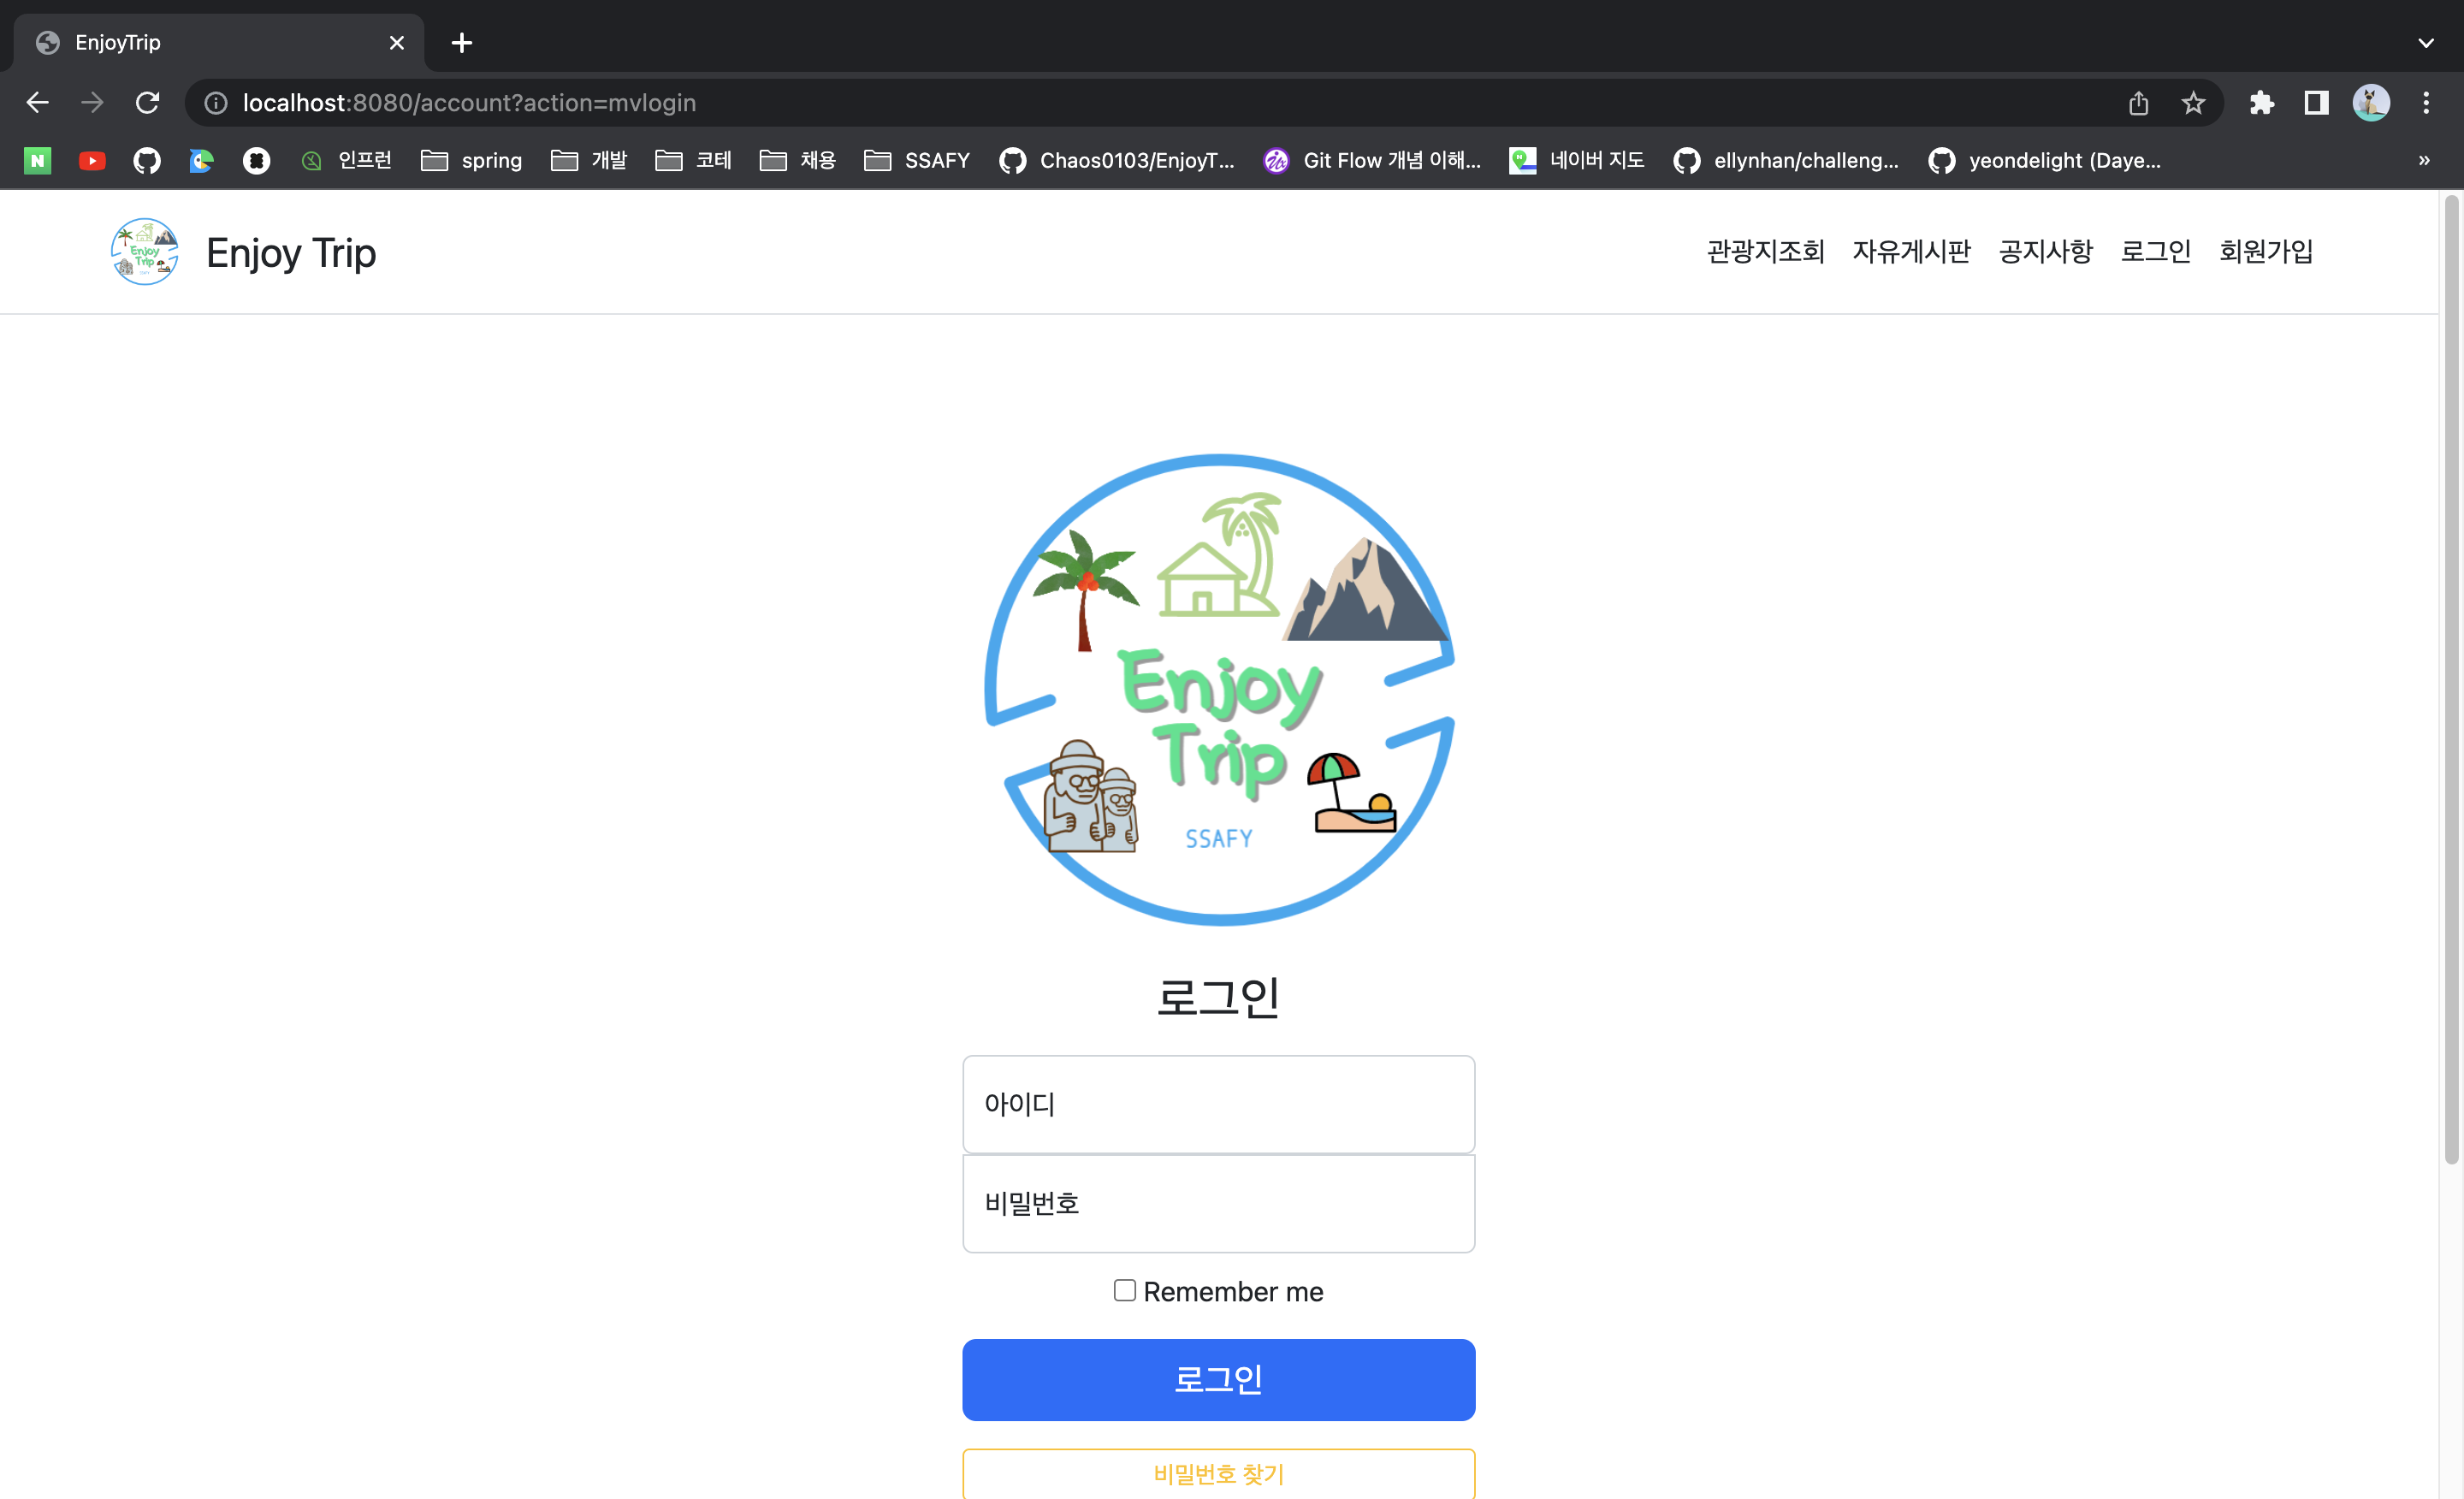 EnjoyTrip
localhost:8080/account?action=mvlogin
인프런 spring 개발 코테 채용 SSAFY Chaos0103/EnjoyT... Git Flow 개념 이해... 네이버 지도 ellynhan/challeng... yeondelight (Daye... »
Enjoy Trip
Enjoy Trip 관광지조회 자유게시판 공지사항 로그인 회원가입
Enjoy
Trip
SSAFY
로그인
아이디
비밀번호
Remember me
로그인
비밀번호 찾기